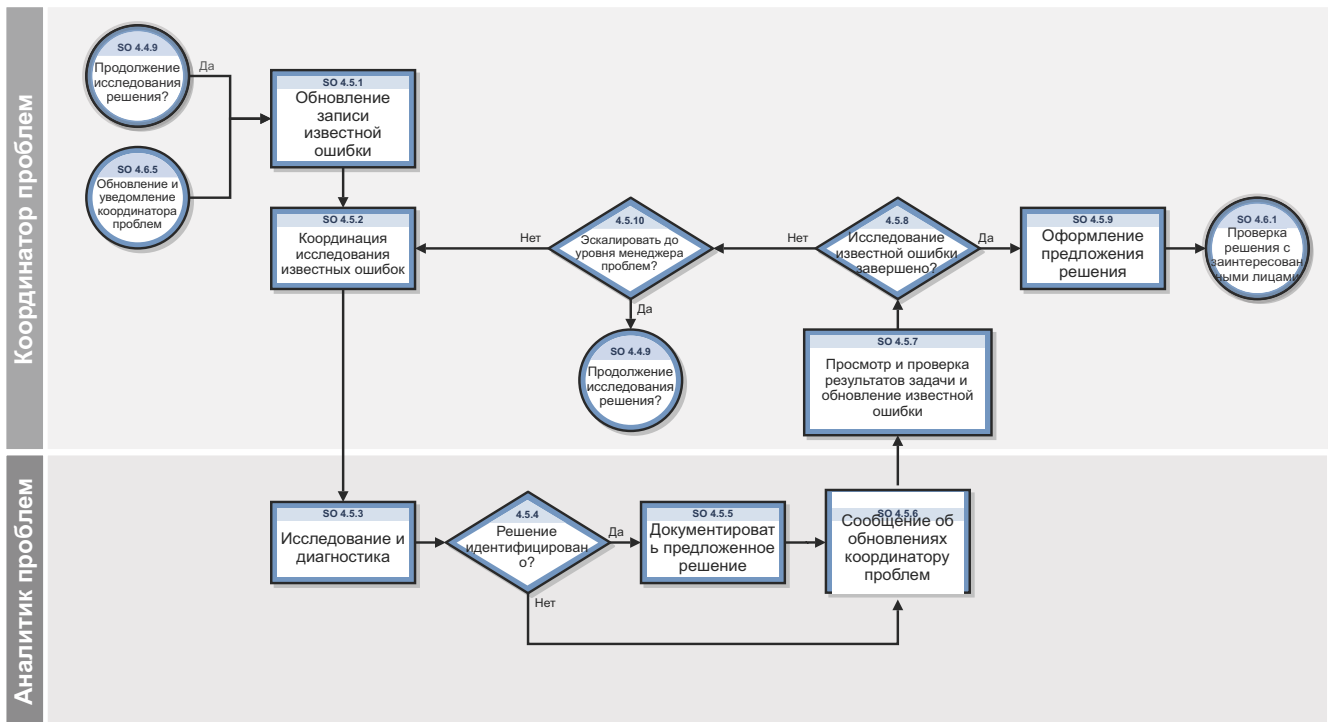 Координатор проблем
SO 4.4.9
Продолжение
исследования
решения?
Да
SO 4.5.1
Обновление
записи
известной
ошибки
SO 4.6.5
Обновление и
уведомление
координатора
проблем
SO 4.5.2
Координация
исследования
известных ошибок
Нет
4.5.10
Эскалировать до
уровня менеджера
проблем?
Да
Нет
4.5.8
Исследование
известной ошибки
завершено?
Да
SO 4.5.9
Оформление
предложения
решения
SO 4.6.1
Проверка
решения с
заинтересован
ными лицами
SO 4.4.9
Продолжение
исследования
решения?
SO 4.5.7
Просмотр и проверка
результатов задачи и
обновление известной
ошибки
Аналитик проблем
SO 4.5.3
Исследование и
диагностика
4.5.4
Решение
идентифицирован
о?
Да
Нет
SO 4.5.5
Документироват
ь предложенное
решение
SO 4.5.6
Сообщение об
обновлениях
координатору
проблем